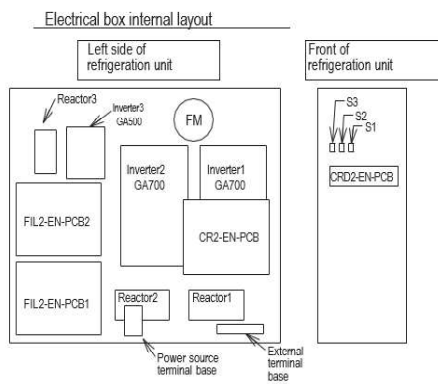 Electrical box internal layout
Left side of
refrigeration unit
Front of
refrigeration unit
Reactor3
Inverter3
GA500
FM
S3
S2
S1
Inverter2
GA700
Inverter1
GA700
CRD2-EN-PCB
FIL2-EN-PCB2
CR2-EN-PCB
FIL2-EN-PCB1
Reactor2
Reactor1
Power source
terminal base
External
terminal
base